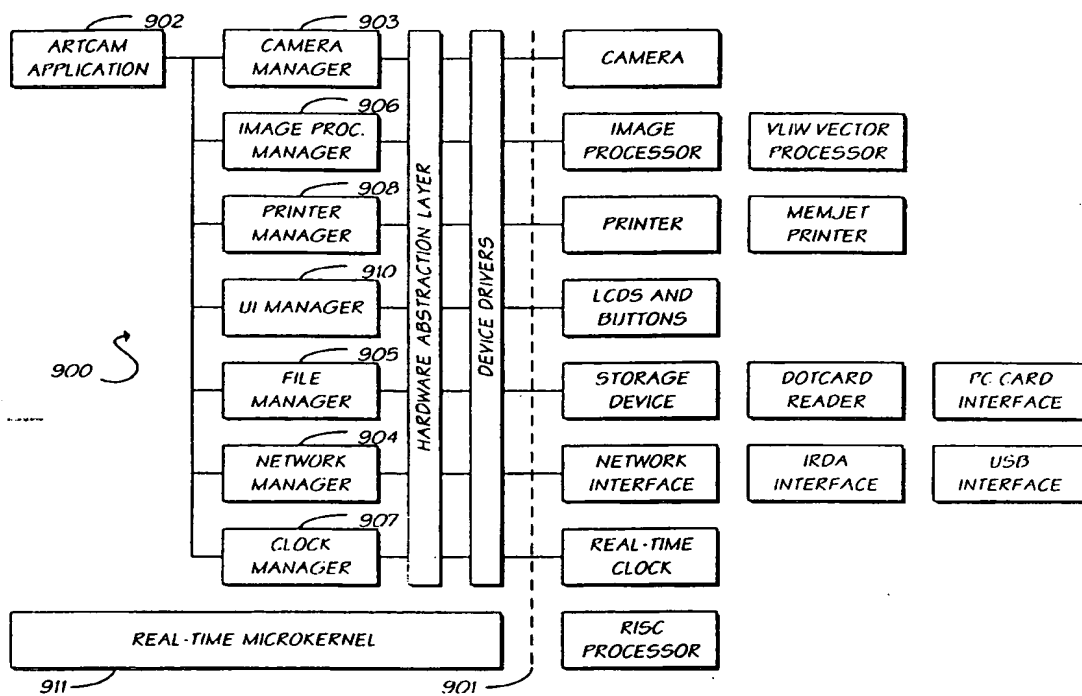 902
ARTCAM
APPLICATION
903
CAMERA
MANAGER
CAMERA
906
IMAGE PROC.
MANAGER
IMAGE
PROCESSOR
VLIW VECTOR
PROCESSOR
908
PRINTER
MANAGER
PRINTER
MEMJET
PRINTER
910
UI MANAGER
LCDS AND
BUTTONS
900
905
FILE
MANAGER
STORAGE
DEVICE
DOTCARD
READER
PC CARD
INTERFACE
904
NETWORK
MANAGER
NETWORK
INTERFACE
IRDA
INTERFACE
USB
INTERFACE
907
CLOCK
MANAGER
REAL-TIME
CLOCK
HARDWARE ABSTRACTION LAYER
DEVICE DRIVERS
REAL-TIME MICROKERNEL
RISC
PROCESSOR
911
901